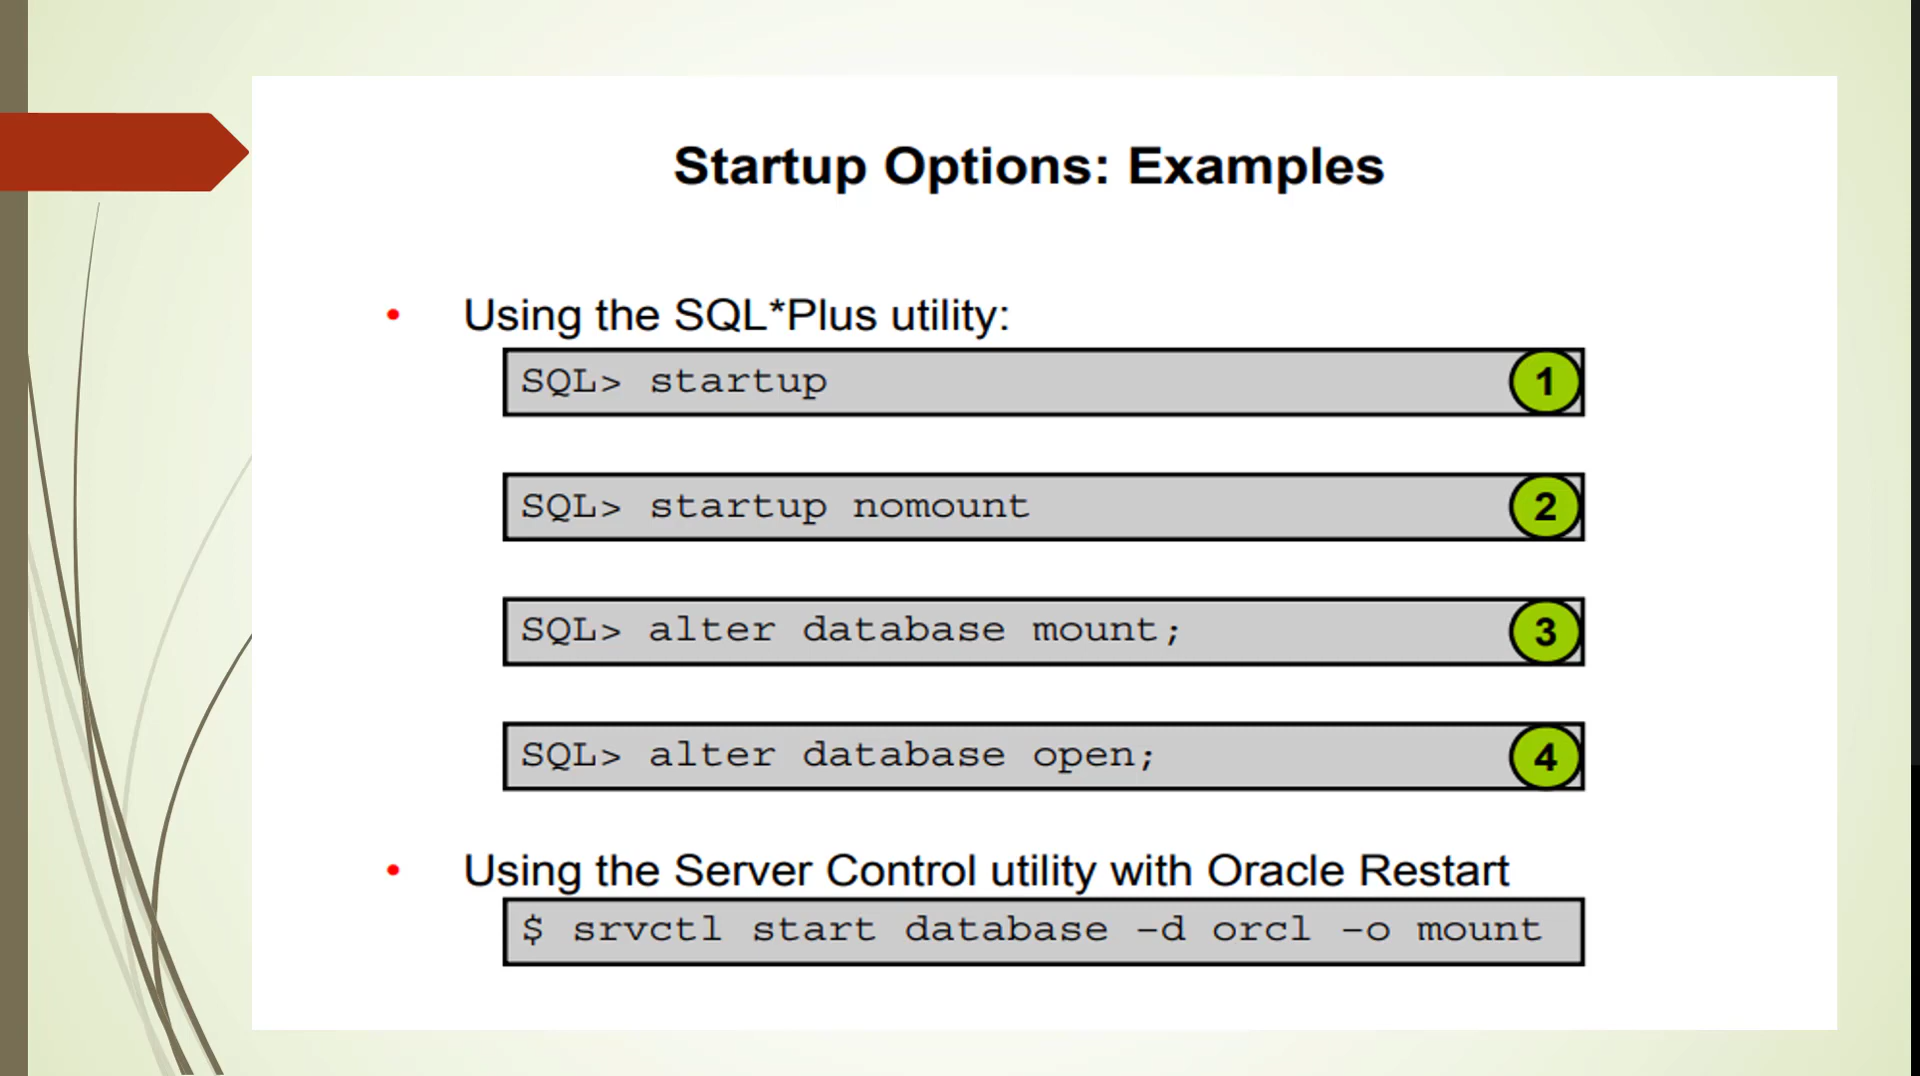 Startup Options: Examples
• Using the SQL*Plus utility:
SQL> startup 1
SQL> startup nomount 2
SQL> alter database mount; 3
SQL> alter database open; 4
• Using the Server Control utility with Oracle Restart
$ srvctl start database –d orcl –o mount